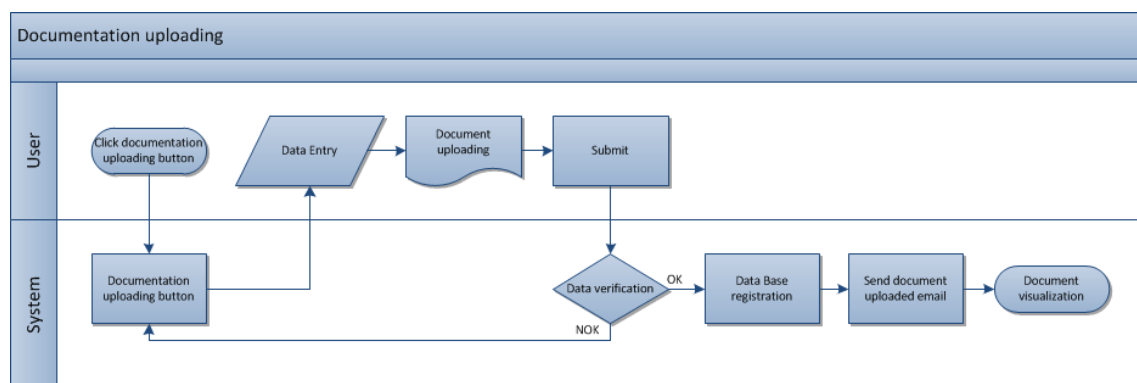 Documentation uploading
User
Click documentation
uploading button
Data Entry
Document
uploading
Submit
System
Documentation
uploading button
Data verification
OK
NOK
Data Base
registration
Send document
uploaded email
Document
visualization